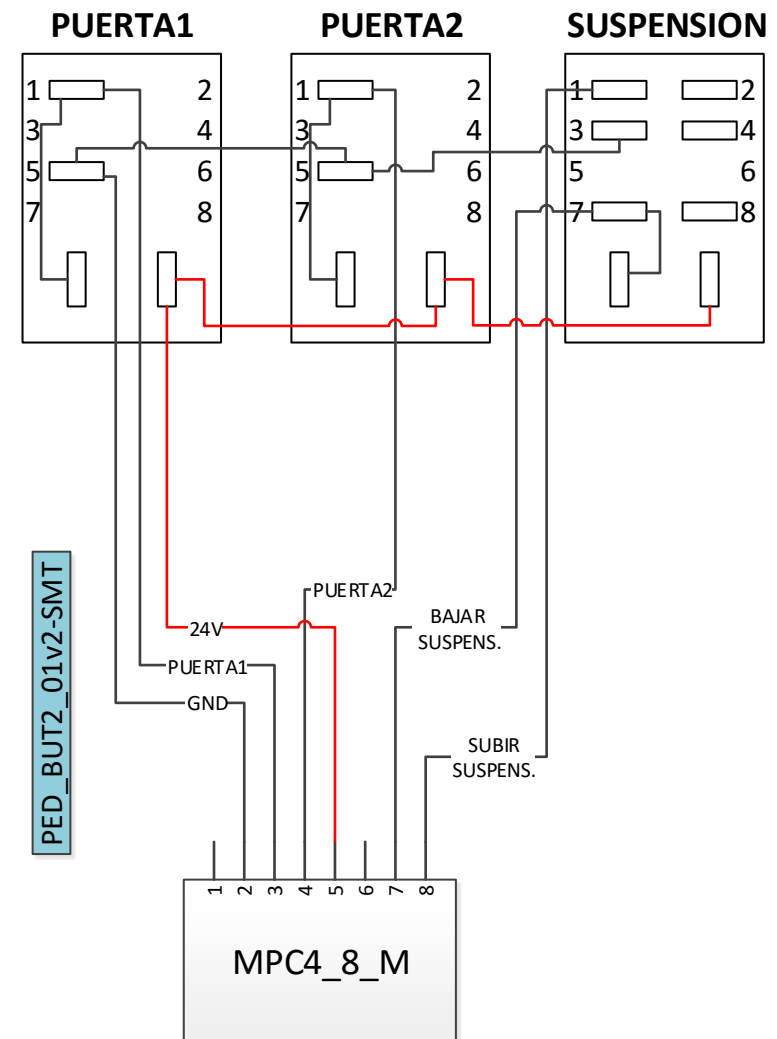 PUERTA1 PUERTA2 SUSPENSION
1 2 1 2 1 2
3 4 3 4 3 4
5 6 5 6 5 6
7 8 7 8 7 8
PUERTA2
24V
BAJAR
SUSPENS.
PUERTA1
GND
SUBIR
SUSPENS.
PED_BUT2_01v2-SMT
1 2 3 4 5 6 7 8
MPC4_8_M